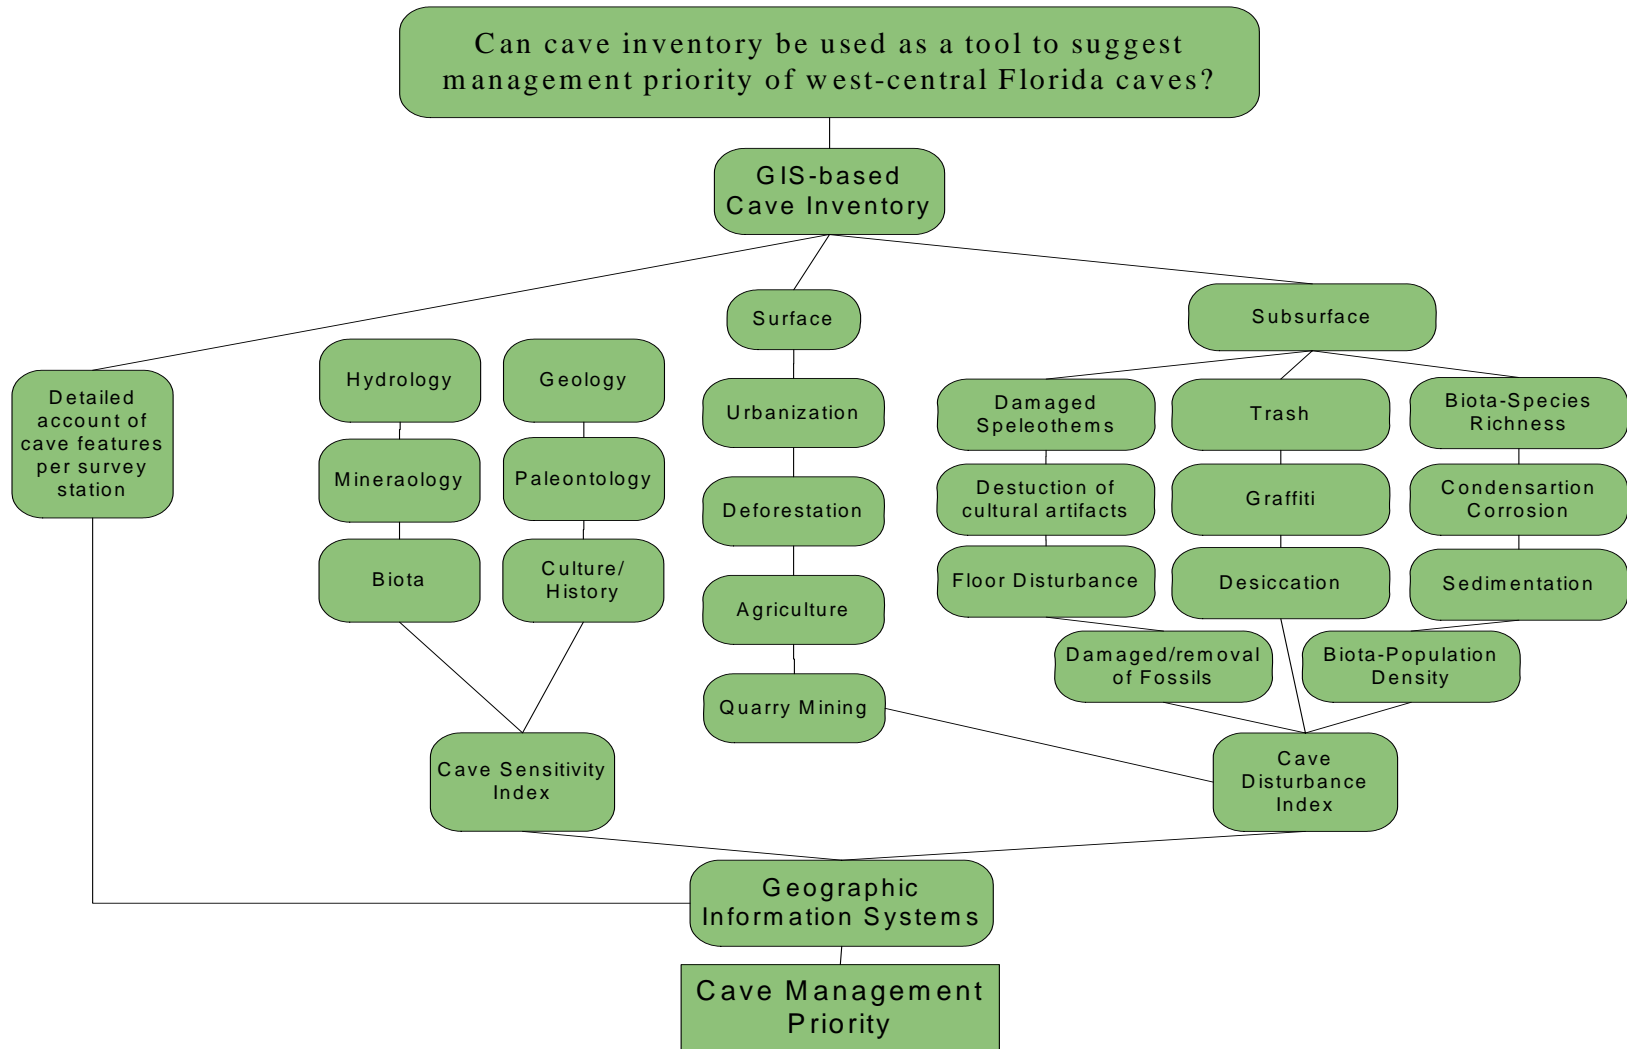 Can cave inventory be used as a tool to suggest
management priority of west-central Florida caves?
GIS-based
Cave Inventory
Surface
Subsurface
Detailed
account of
cave features
per survey
station
Hydrology
Geology
Urbanization
Damaged
Speleothems
Trash
Biota-Species
Richness
Mineraology
Paleontology
Deforestation
Destuction of
cultural artifacts
Graffiti
Condensartion
Corrosion
Biota
Culture/
History
Agriculture
Floor Disturbance
Desiccation
Sedimentation
Damaged/removal
of Fossils
Biota-Population
Density
Quarry Mining
Cave Sensitivity
Index
Cave
Disturbance
Index
Geographic
Information Systems
Cave Management
Priority